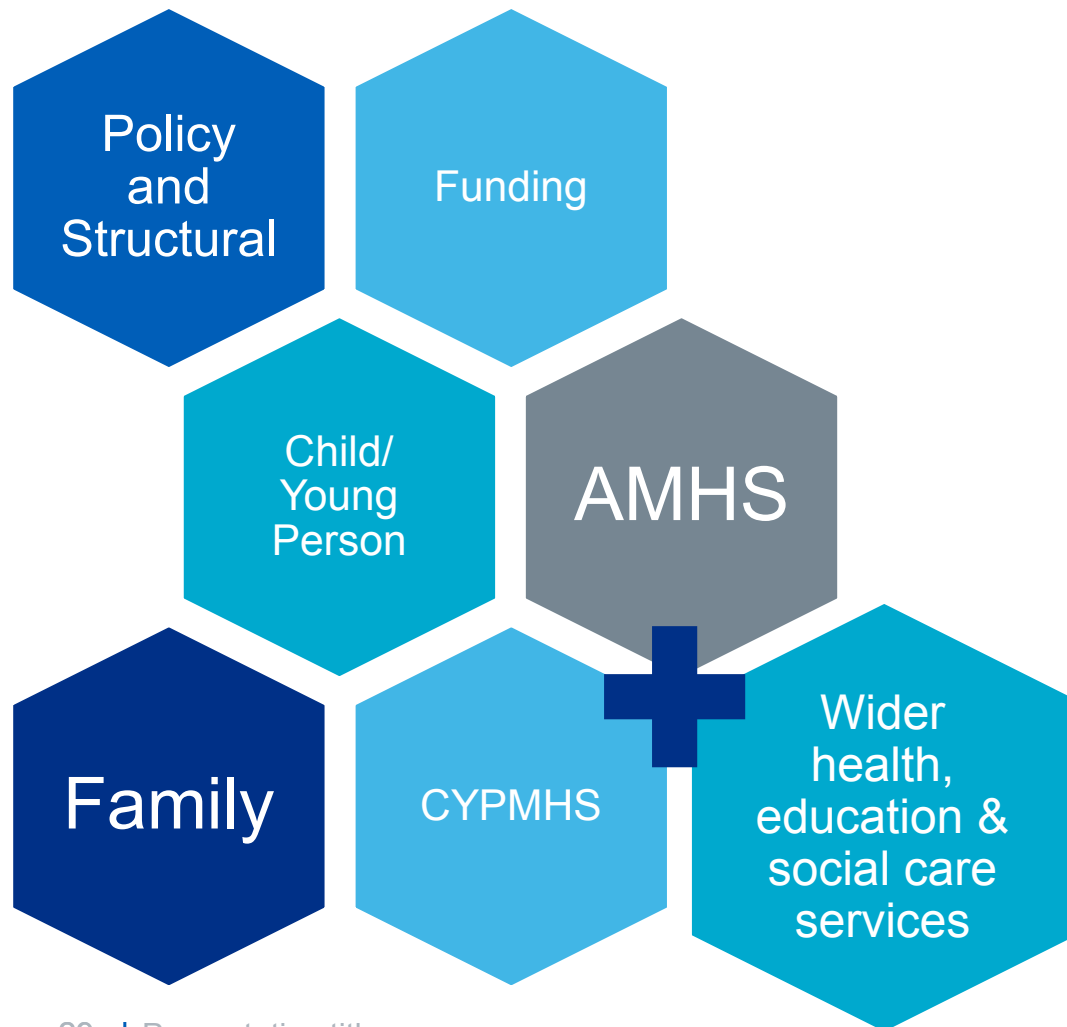 Policy
and
Structural
Funding
Child/
Young
Person
AMHS
Family
CYPMHS
Wider
health,
education &
social care
services